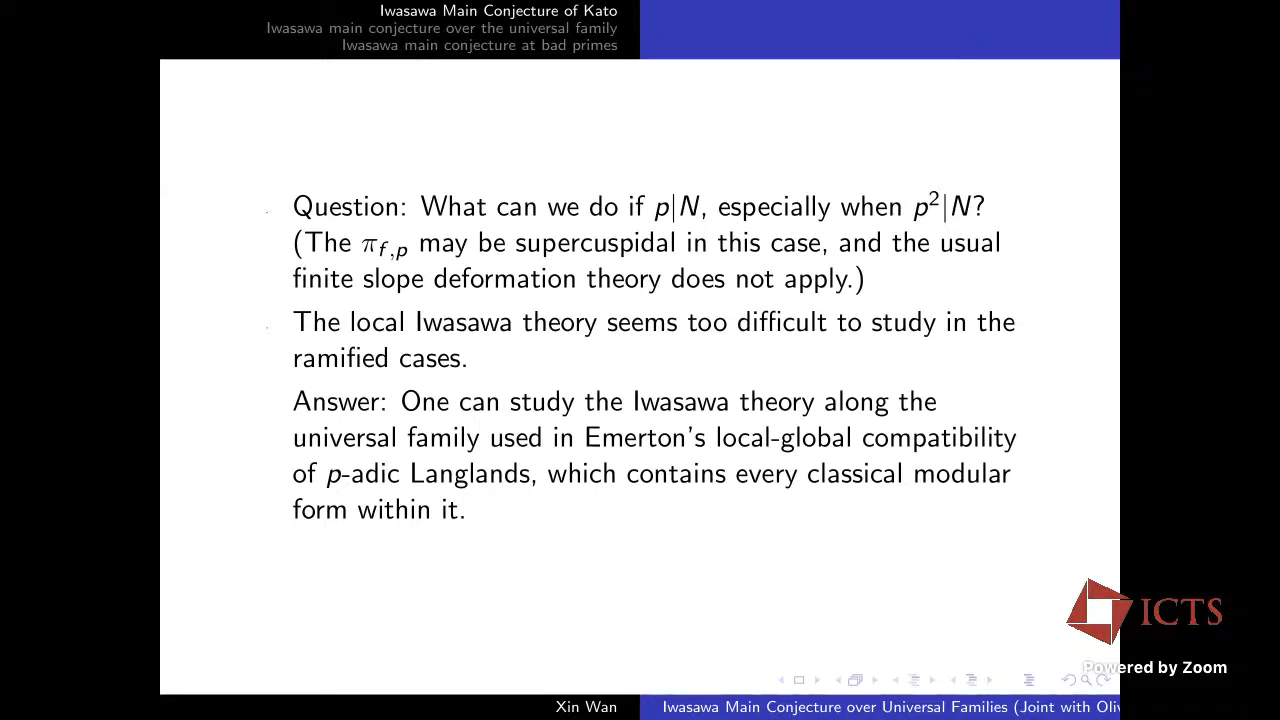 Iwasawa Main Conjecture of Kato
Iwasawa main conjecture over the universal family
Iwasawa main conjecture at bad primes
Question: What can we do if p|N, especially when p²|N?
(The π_{f,p} may be supercuspidal in this case, and the usual
finite slope deformation theory does not apply.)
The local Iwasawa theory seems too difficult to study in the
ramified cases.
Answer: One can study the Iwasawa theory along the
universal family used in Emerton's local-global compatibility
of p-adic Langlands, which contains every classical modular
form within it.
ICTS
Powered by Zoom
Xin Wan
Iwasawa Main Conjecture over Universal Families (Joint with Oliv